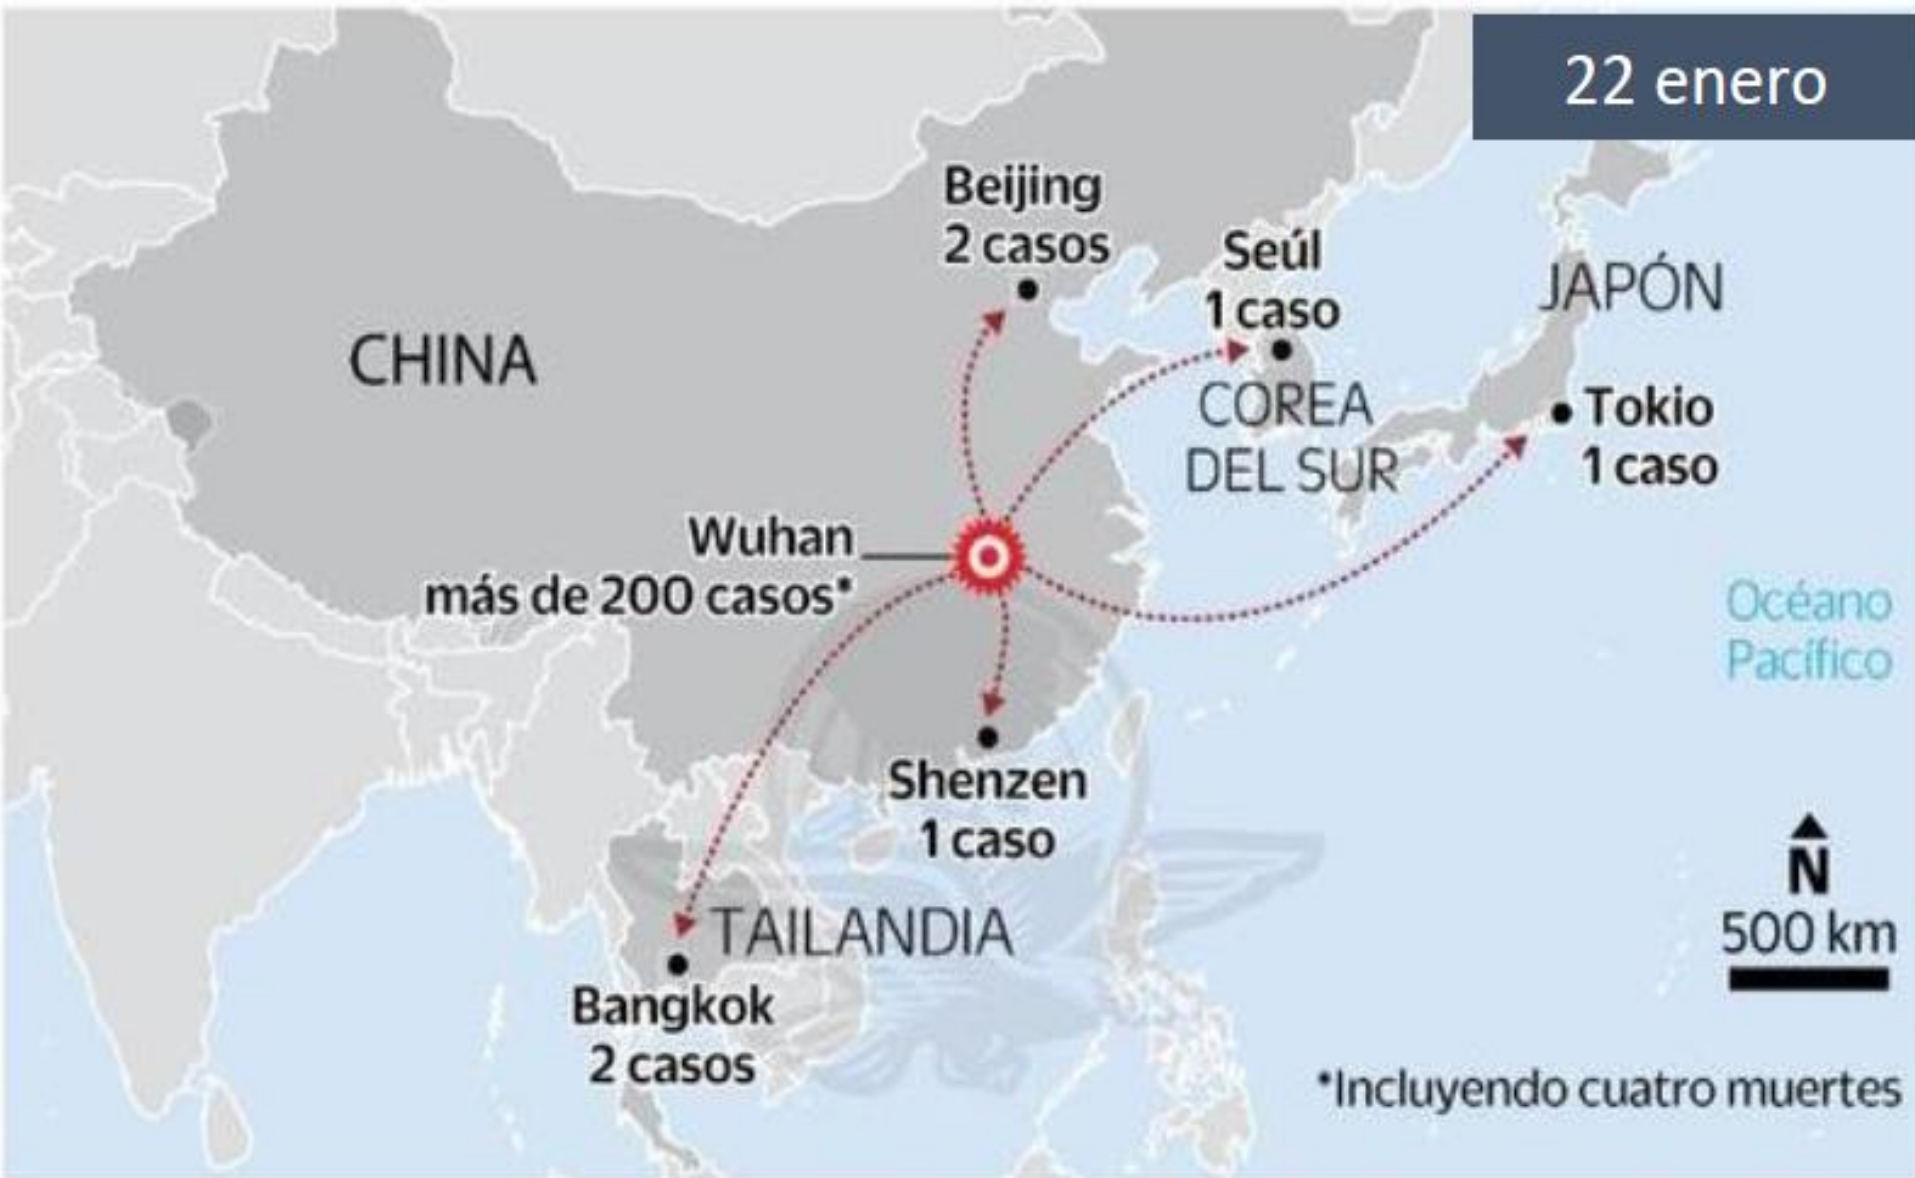 22 enero
Beijing
2 casos
Seúl
1 caso
JAPÓN
CHINA
COREA
DEL SUR
Tokio
1 caso
Wuhan
más de 200 casos*
Océano
Pacífico
Shenzen
1 caso
TAILANDIA
Bangkok
2 casos
N
500 km
*Incluyendo cuatro muertes